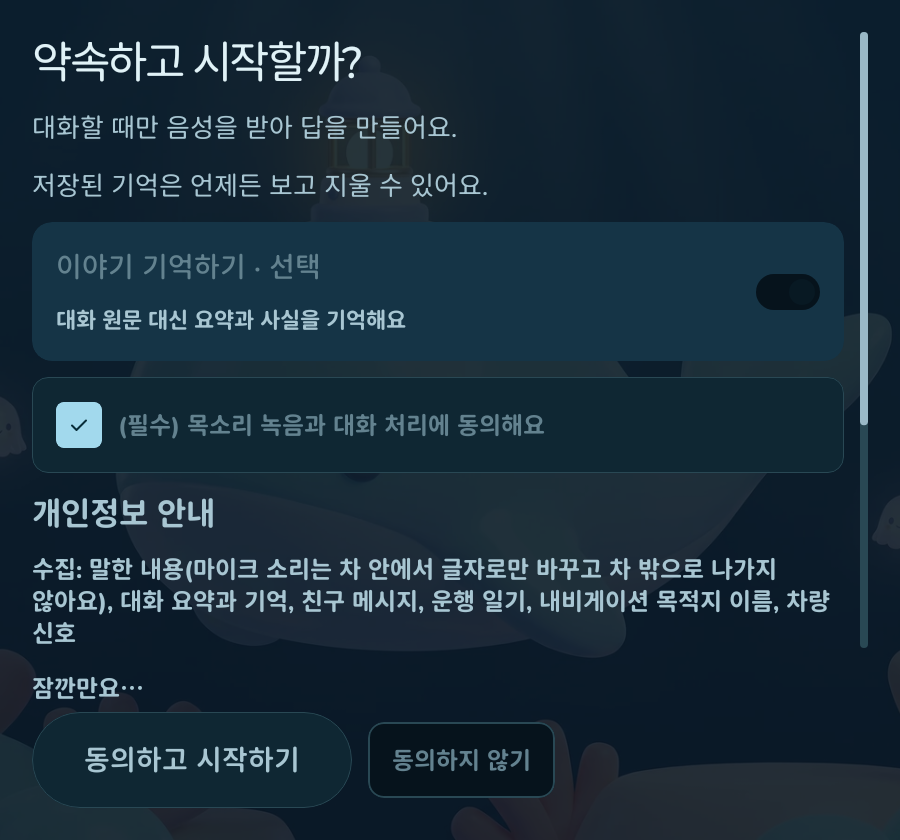 약속하고 시작할까?
대화할 때만 음성을 받아 답을 만들어요.
저장된 기억은 언제든 보고 지울 수 있어요.
이야기 기억하기 · 선택
대화 원문 대신 요약과 사실을 기억해요
(필수) 목소리 녹음과 대화 처리에 동의해요
개인정보 안내
수집: 말한 내용(마이크 소리는 차 안에서 글자로만 바꾸고 차 밖으로 나가지
않아요), 대화 요약과 기억, 친구 메시지, 운행 일기, 내비게이션 목적지 이름, 차량
신호
잠깐만요…
동의하고 시작하기
동의하지 않기